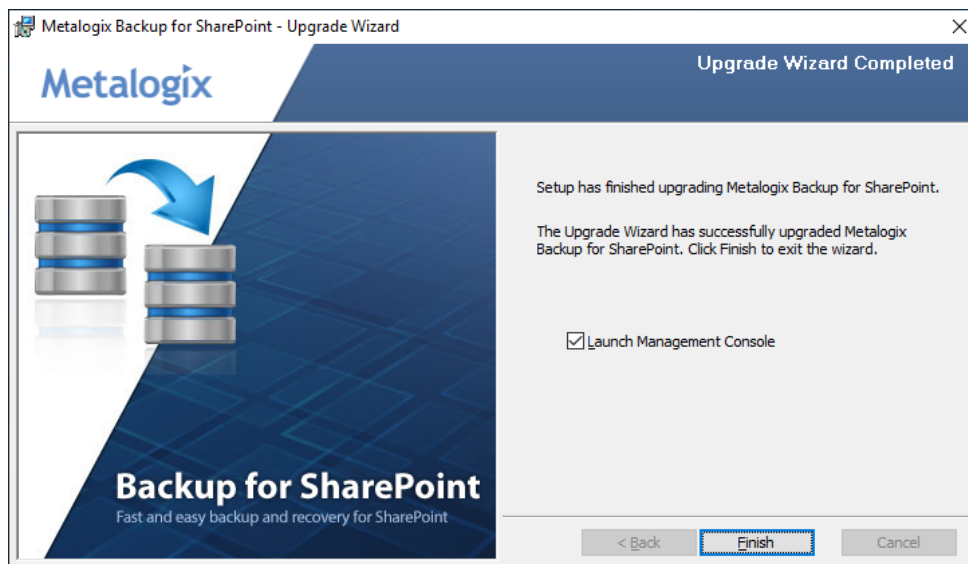 Metalogix Backup for SharePoint - Upgrade Wizard
Metalogix
Upgrade Wizard Completed
Setup has finished upgrading Metalogix Backup for SharePoint.
The Upgrade Wizard has successfully upgraded Metalogix
Backup for SharePoint. Click Finish to exit the wizard.
Launch Management Console
Backup for SharePoint
Fast and easy backup and recovery for SharePoint
< Back
Finish
Cancel